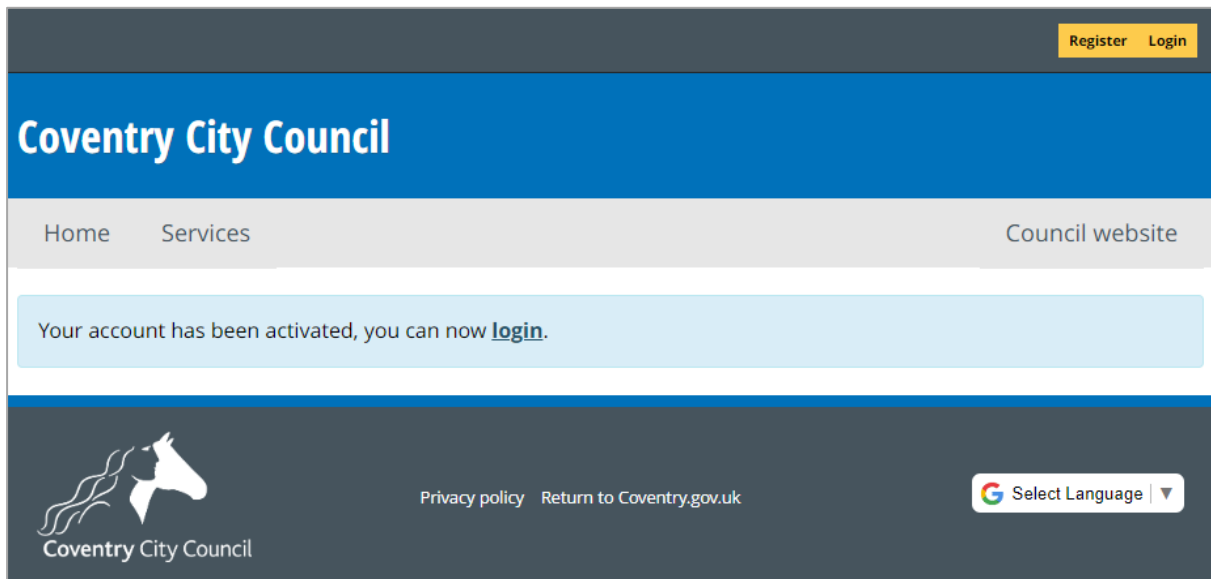 Register Login
Coventry City Council
Home Services Council website
Your account has been activated, you can now login.
Privacy policy Return to Coventry.gov.uk
Select Language ▼
Coventry City Council